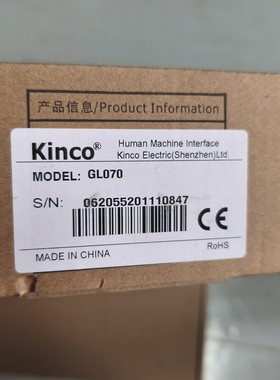 产品信息/Product Information
Kinco®
Human Machine Interface
Kinco Electric(Shenzhen)Ltd
MODEL: GL070
S/N: 062055201110847
CE
MADE IN CHINA
RoHS